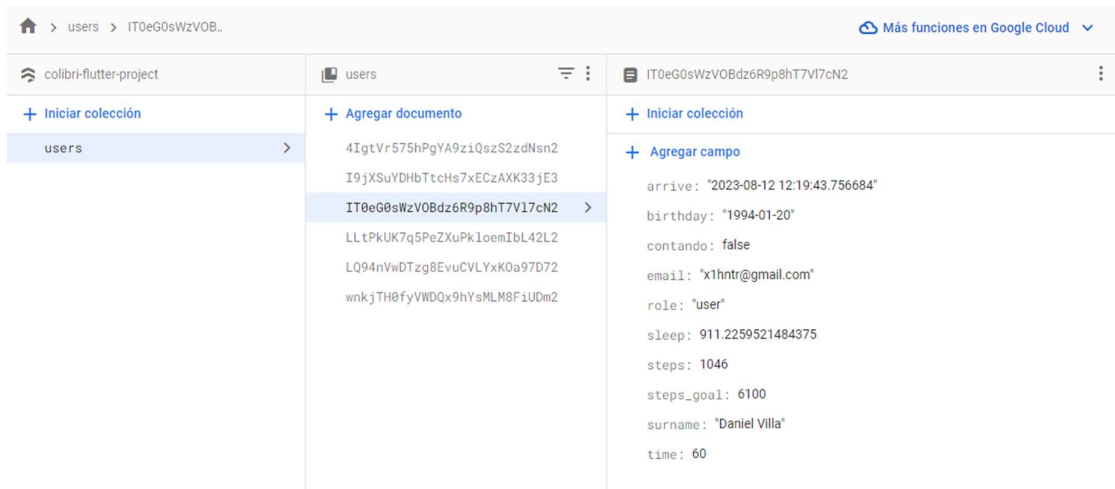 users IT0eG0sWzVOB..
Más funciones en Google Cloud
colibri-flutter-project
Iniciar colección
users
users
Agregar documento
4IgtVr575hPgYA9ziQszS2zdNsn2
I9jXSuYDHbTtcHs7xECzAXK33jE3
IT0eG0sWzVOBdz6R9p8hT7Vl7cN2
LLtPkUK7q5PeZXuPkloemIbL42L2
LQ94nVwDTzg8EvuCVLYxKOa97D72
wnkjTH0fyVWDQx9hYsMLM8FiUDm2
IT0eG0sWzVOBdz6R9p8hT7Vl7cN2
Iniciar colección
Agregar campo
arrive: "2023-08-12 12:19:43.756684"
birthday: "1994-01-20"
contando: false
email: "x1hntr@gmail.com"
role: "user"
sleep: 911.2259521484375
steps: 1046
steps_goal: 6100
surname: "Daniel Villa"
time: 60